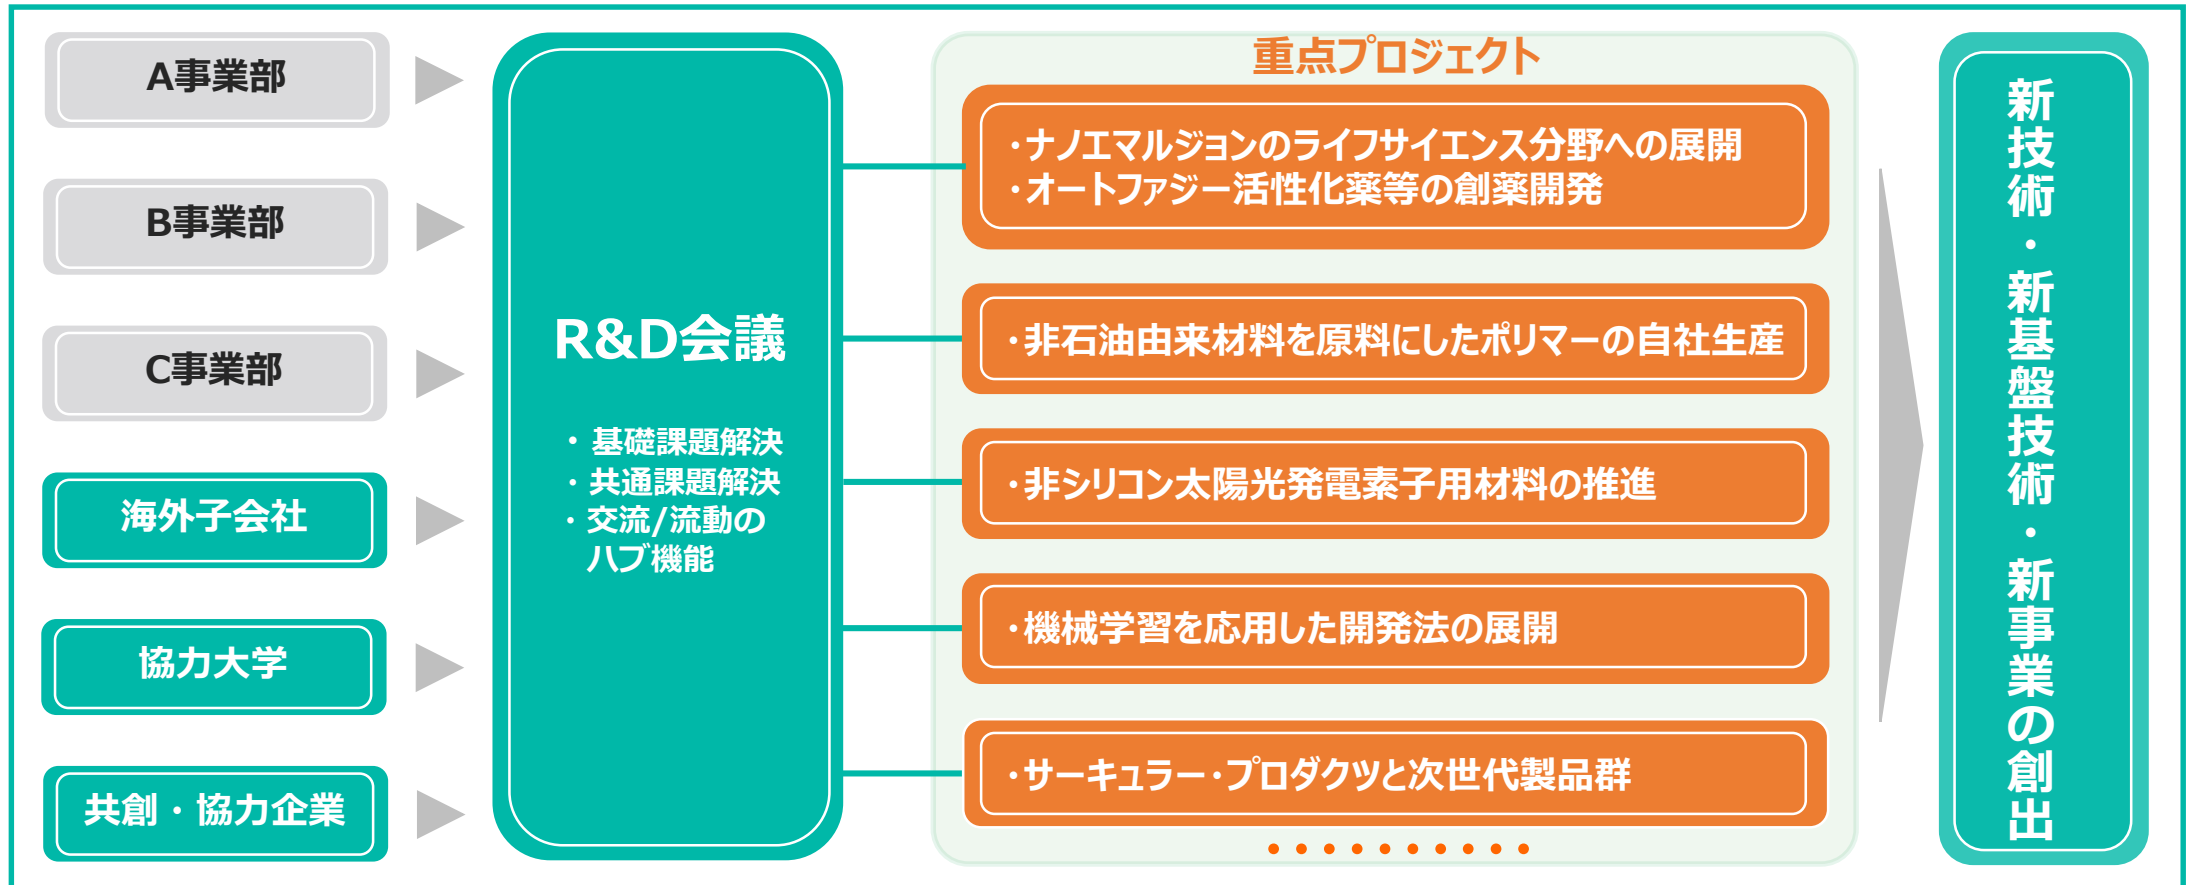 A事業部
B事業部
C事業部
海外子会社
協力大学
共創・協力企業
R&D会議
・基礎課題解決
・共通課題解決
・交流/流動の
ハブ機能
重点プロジェクト
・ナノエマルジョンのライフサイエンス分野への展開
・オートファジー活性化薬等の創薬開発
・非石油由来材料を原料にしたポリマーの自社生産
・非シリコン太陽光発電素子用材料の推進
・機械学習を応用した開発法の展開
・サーキュラー・プロダクツと次世代製品群
・・・・・・・・・・
新技術・新基盤技術・新事業の創出